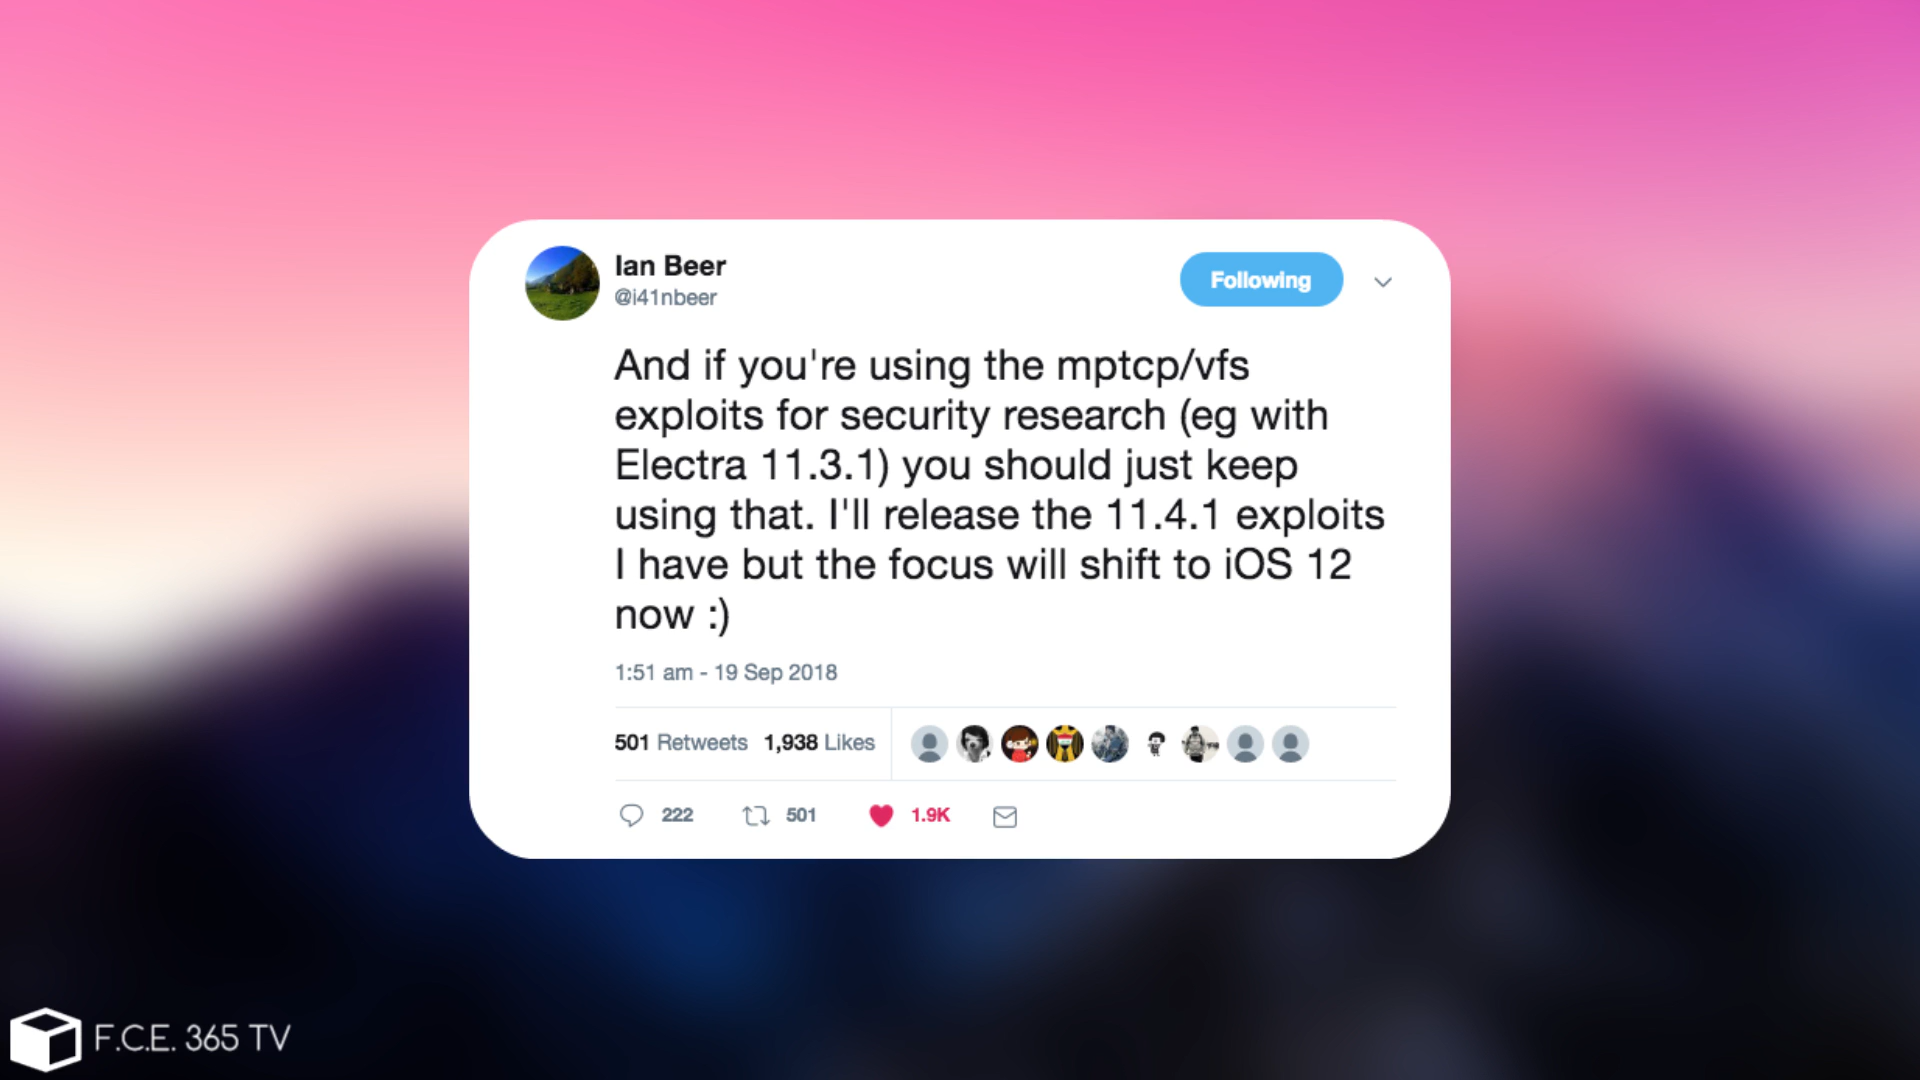 Ian Beer
@i41nbeer
Following
And if you're using the mptcp/vfs
exploits for security research (eg with
Electra 11.3.1) you should just keep
using that. I'll release the 11.4.1 exploits
I have but the focus will shift to iOS 12
now :)
1:51 am - 19 Sep 2018
501 Retweets 1,938 Likes
222 501 1.9K
F.C.E. 365 TV